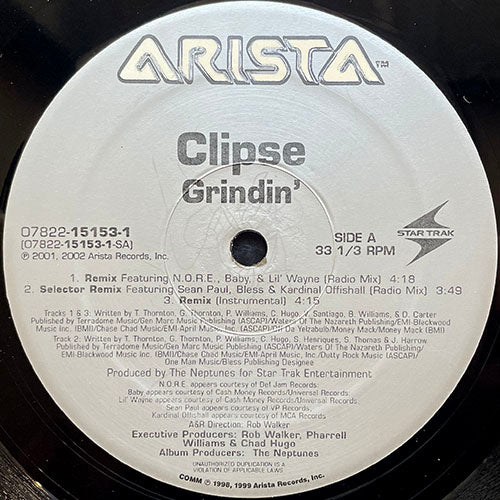 ARISTA™
Clipse
Grindin'
07822-15153-1
(07822-15153-1-SA)
℗ 2001, 2002 Arista Records, Inc.
SIDE A
33 1/3 RPM
STAR TRAK
1. Remix Featuring N.O.R.E., Baby, & Lil' Wayne (Radio Mix) 4:18
2. Selector Remix Featuring Sean Paul, Bless & Kardinal Offishall (Radio Mix) 3:49
3. Remix (Instrumental) 4:15
Tracks 1 & 3: Written by T. Thornton, G. Thornton, P. Williams, C. Hugo, V. Santiago, B. Williams, & D. Carter
Published by Terradome Music/Gen Marc Music Publishing (ASCAP)/Waters Of The Nazareth Publishing/EMI-Blackwood
Music Inc. (BMI)/Chase Chad Music/EMI-April Music Inc. (ASCAP)/Oh Da Yelzabulb/Money Mack (BMI)
Track 2: Written by T. Thornton, G. Thornton, P. Williams, C. Hugo, S. Henriques, S. Thomas & J. Harrow
Published by Terradome Music/Gen Marc Music Publishing (ASCAP)/Waters Of The Nazareth Publishing/
EMI-Blackwood Music Inc. (BMI)/Chase Chad Music/EMI-April Music, Inc./Dutty Rock Music (ASCAP)/
One Man Music/Bless Publishing Designee
Produced by The Neptunes for Star Trak Entertainment
N.O.R.E. appears courtesy of Def Jam Records;
Baby appears courtesy of Cash Money Records/Universal Records;
Lil' Wayne appears courtesy of Cash Money Records/Universal Records;
Sean Paul appears courtesy of VP Records;
Kardinal Offishall appears courtesy of MCA Records
A&R Direction: Rob Walker
Executive Producers: Rob Walker, Pharrell
Williams & Chad Hugo
Album Producers: The Neptunes
UNAUTHORIZED DUPLICATION IS A
VIOLATION OF APPLICABLE LAWS
COMM ℗ 1998, 1999 Arista Records, Inc.